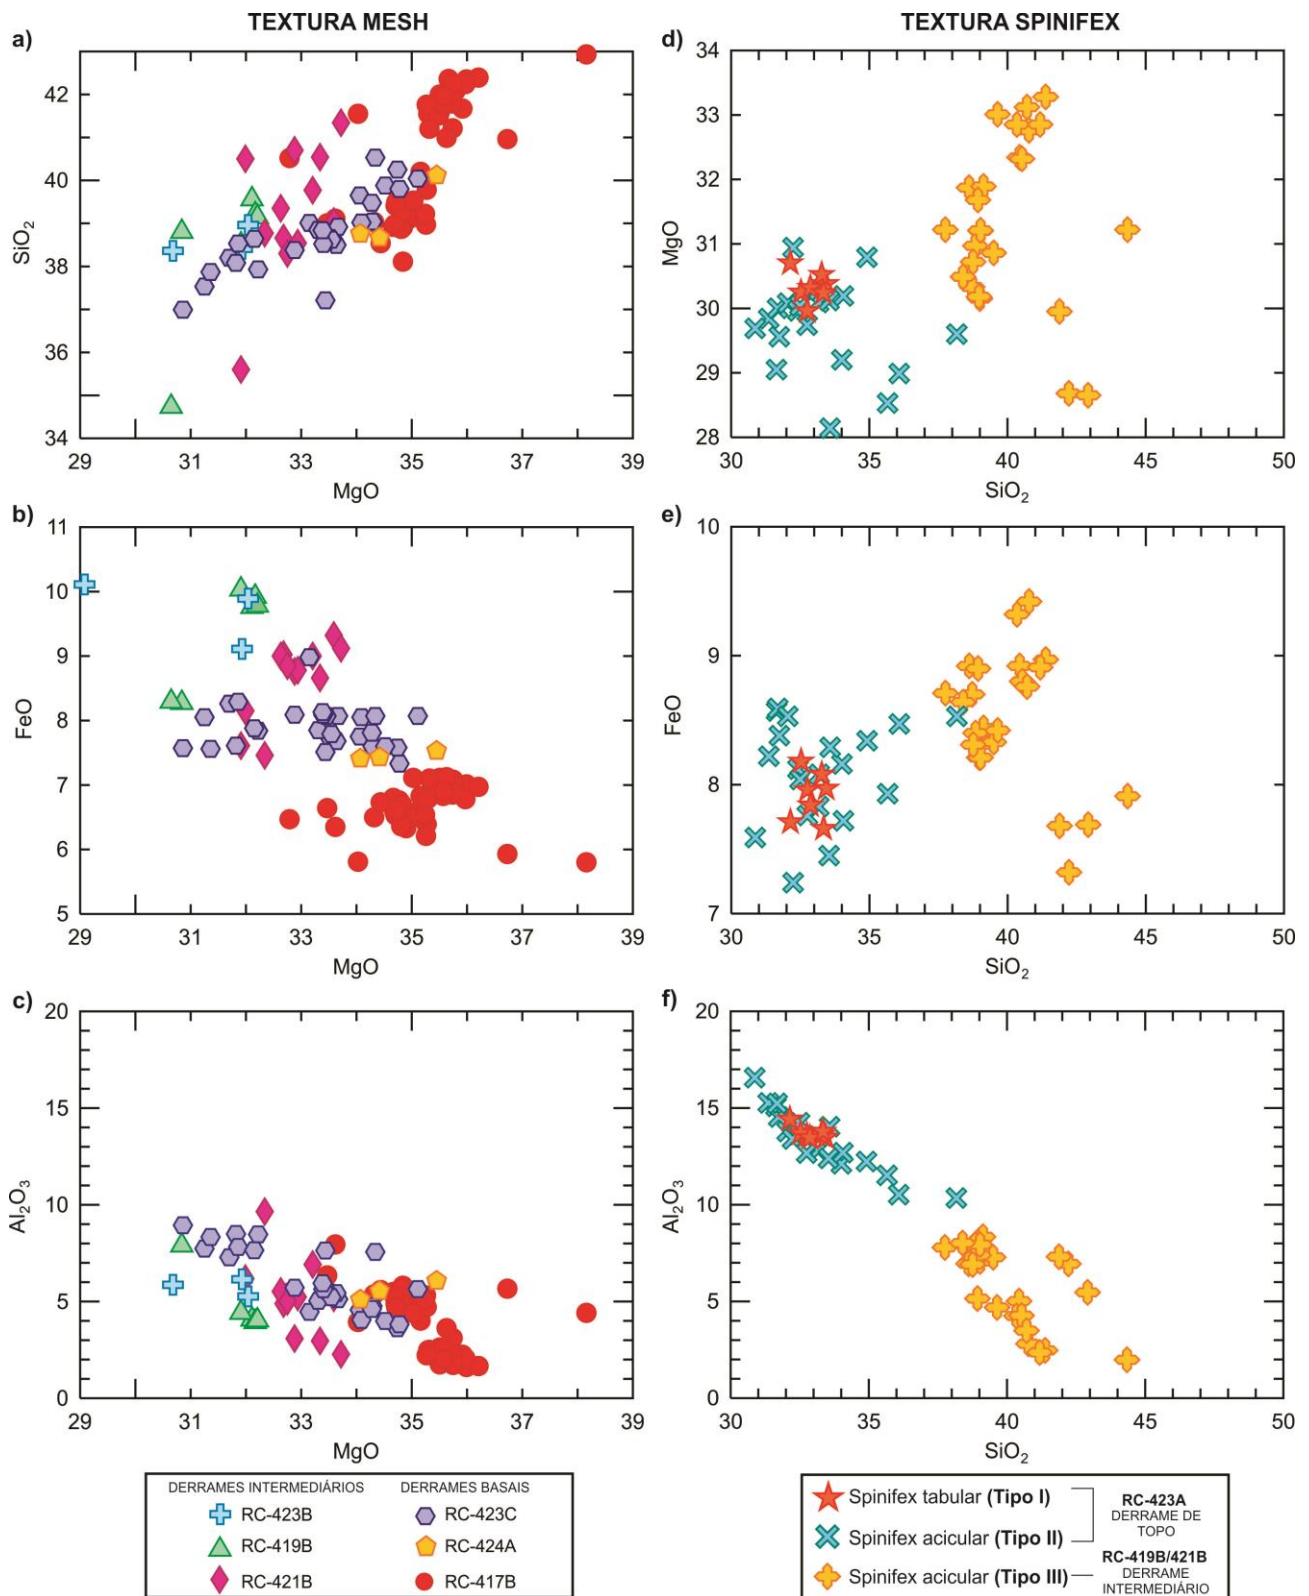 TEXTURA MESH
a)
42
40
38
36
34
SiO2
29 31 33 35 37 39
MgO
b)
11
10
9
8
7
6
5
FeO
29 31 33 35 37 39
MgO
c)
20
15
10
5
0
Al2O3
29 31 33 35 37 39
MgO
DERRAMES INTERMEDIÁRIOS DERRAMES BASAIS
RC-423B RC-423C
RC-419B RC-424A
RC-421B RC-417B
TEXTURA SPINIFEX
d)
34
33
32
31
30
29
28
MgO
30 35 40 45 50
SiO2
e)
10
9
8
7
FeO
30 35 40 45 50
SiO2
f)
20
15
10
5
0
Al2O3
30 35 40 45 50
SiO2
Spinifex tabular (Tipo I)
Spinifex acicular (Tipo II)
RC-423A
DERRAME DE
TOPO
Spinifex acicular (Tipo III)
RC-419B/421B
DERRAME
INTERMEDIÁRIO